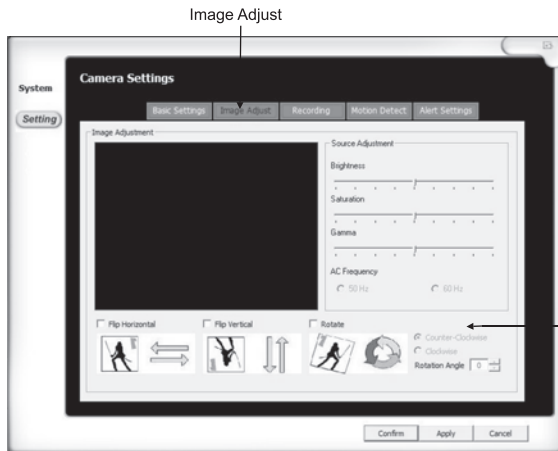 Image Adjust
System
Setting
Camera Settings
Basic Settings Image Adjust Recording Motion Detect Alert Settings
Image Adjustment
Source Adjustment
Brightness
Saturation
Gamma
AC Frequency
50 Hz 60 Hz
Flip Horizontal Flip Vertical Rotate
Counter-Clockwise
Clockwise
Rotation Angle 0
Confirm Apply Cancel